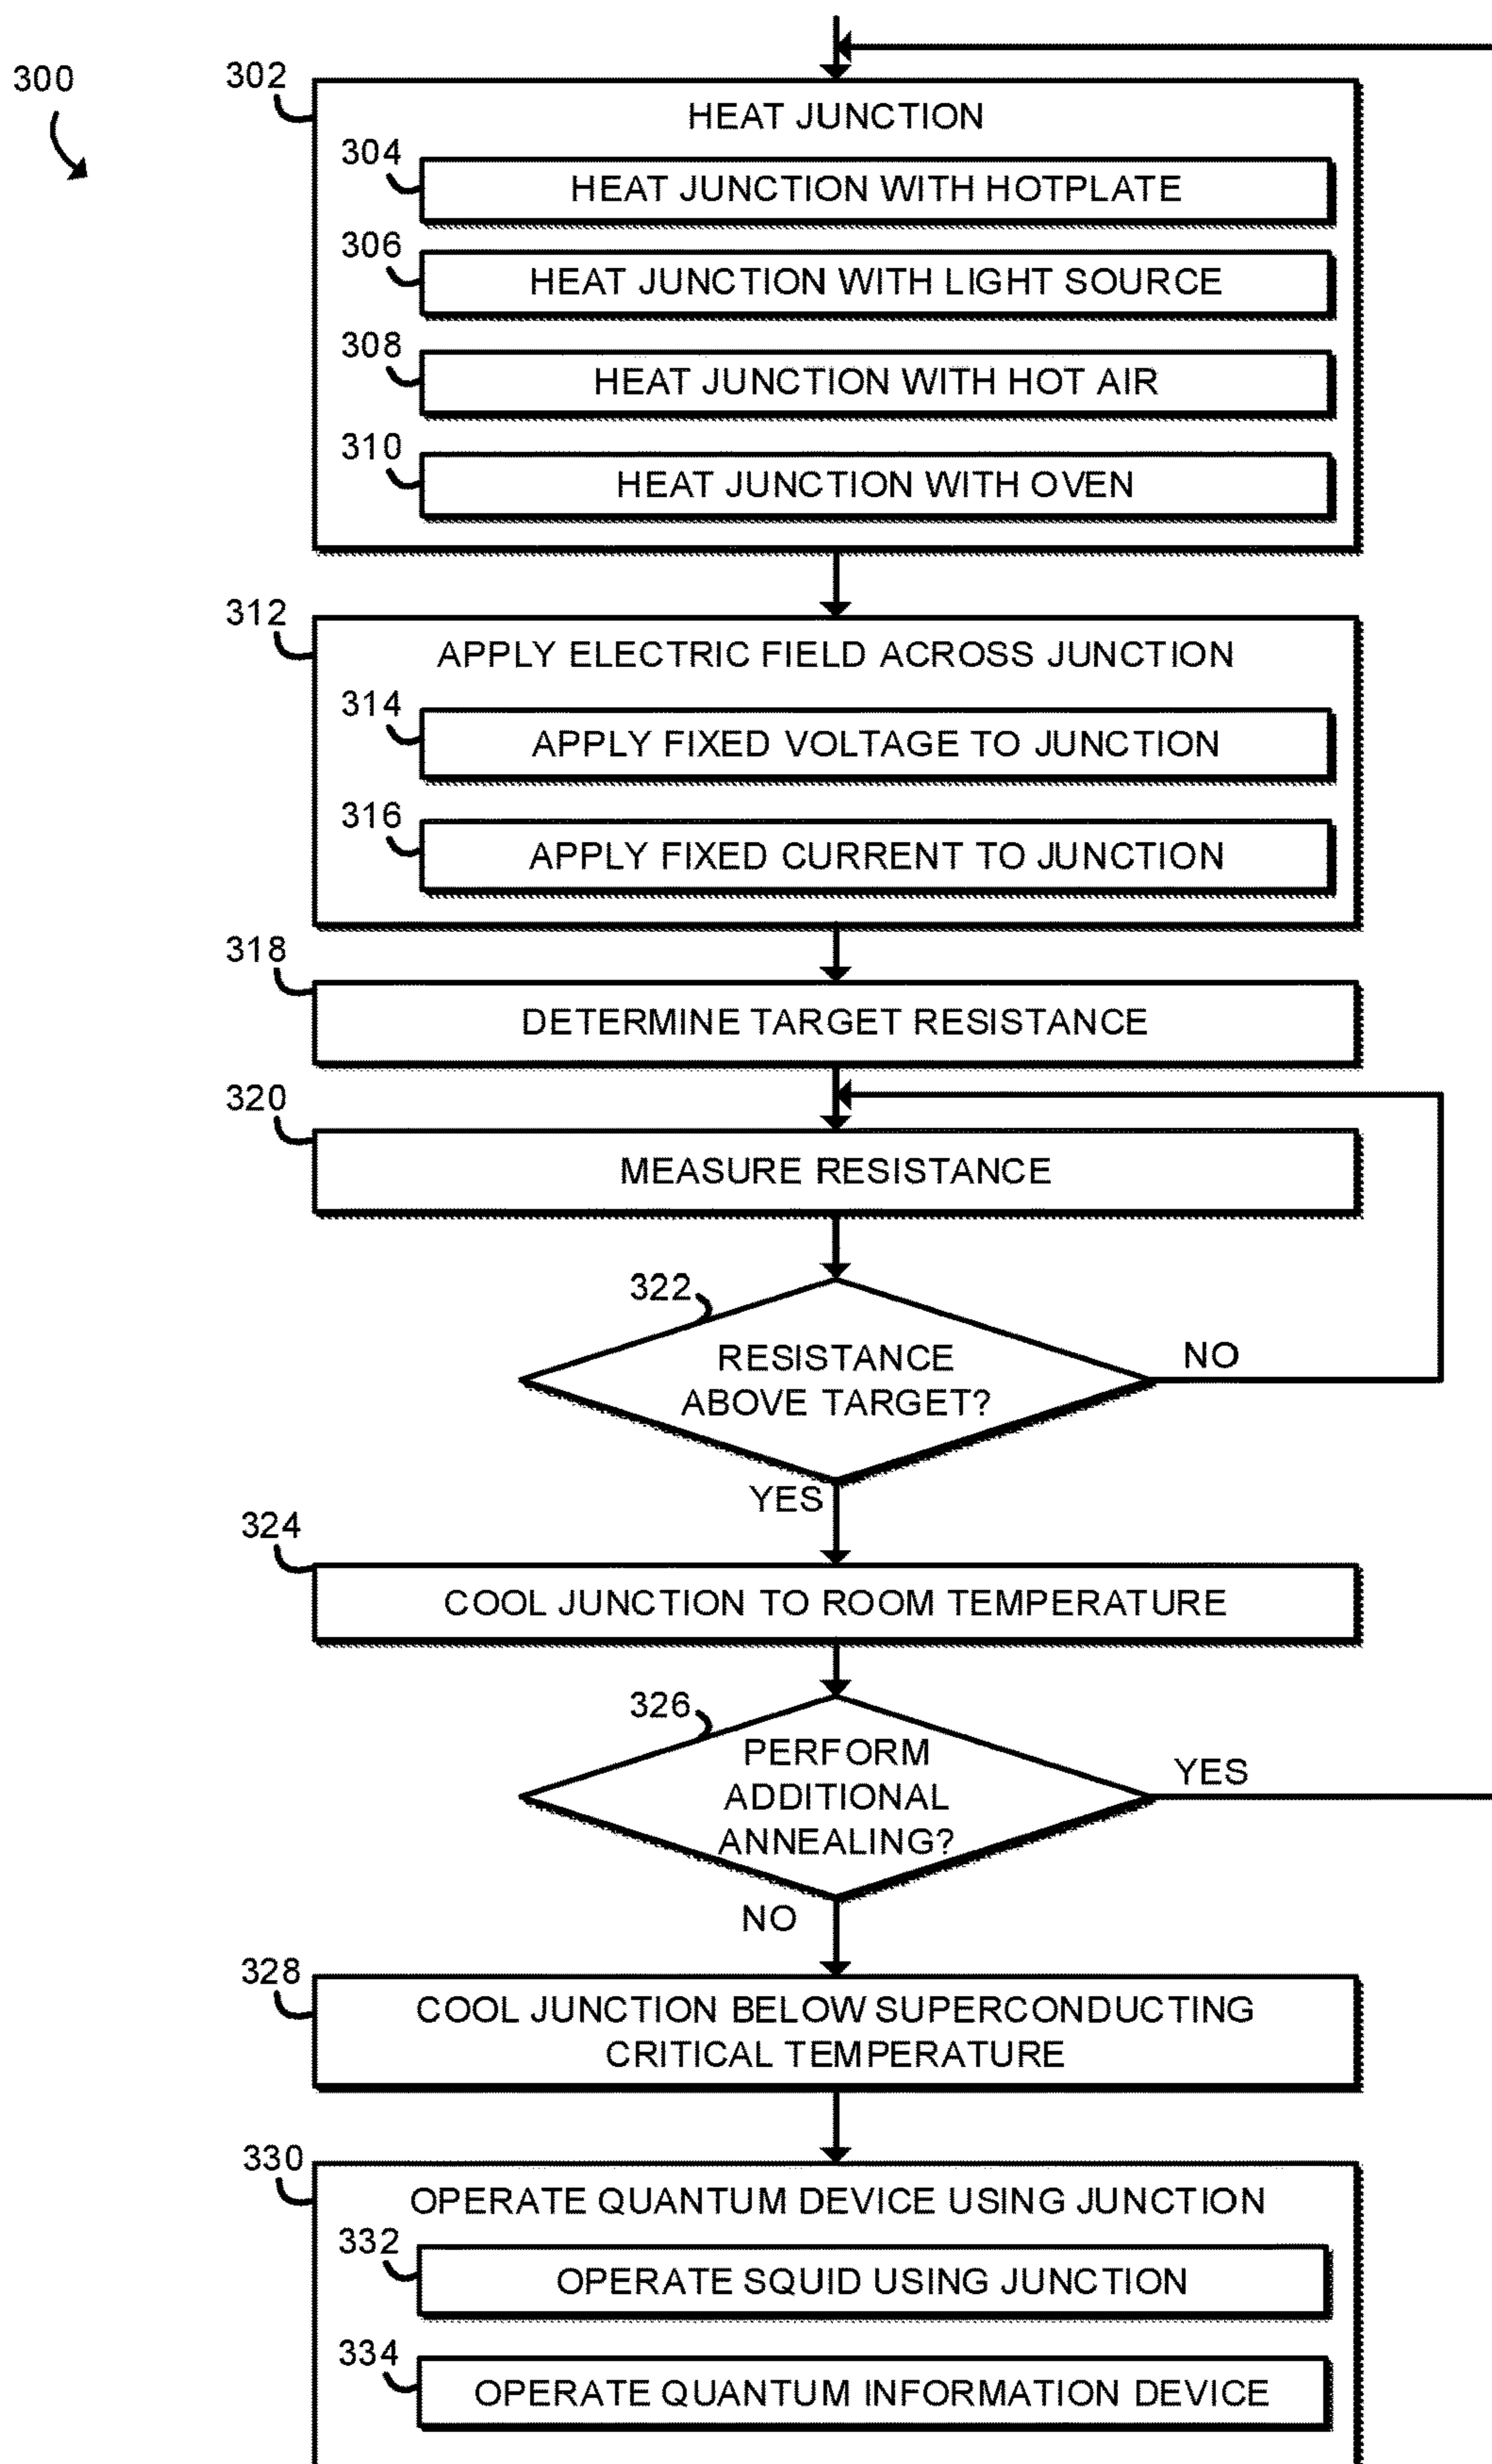 300
302
HEAT JUNCTION
304
HEAT JUNCTION WITH HOTPLATE
306
HEAT JUNCTION WITH LIGHT SOURCE
308
HEAT JUNCTION WITH HOT AIR
310
HEAT JUNCTION WITH OVEN
312
APPLY ELECTRIC FIELD ACROSS JUNCTION
314
APPLY FIXED VOLTAGE TO JUNCTION
316
APPLY FIXED CURRENT TO JUNCTION
318
DETERMINE TARGET RESISTANCE
320
MEASURE RESISTANCE
322
RESISTANCE
ABOVE TARGET?
NO
YES
324
COOL JUNCTION TO ROOM TEMPERATURE
326
PERFORM
ADDITIONAL
ANNEALING?
YES
NO
328
COOL JUNCTION BELOW SUPERCONDUCTING
CRITICAL TEMPERATURE
330
OPERATE QUANTUM DEVICE USING JUNCTION
332
OPERATE SQUID USING JUNCTION
334
OPERATE QUANTUM INFORMATION DEVICE